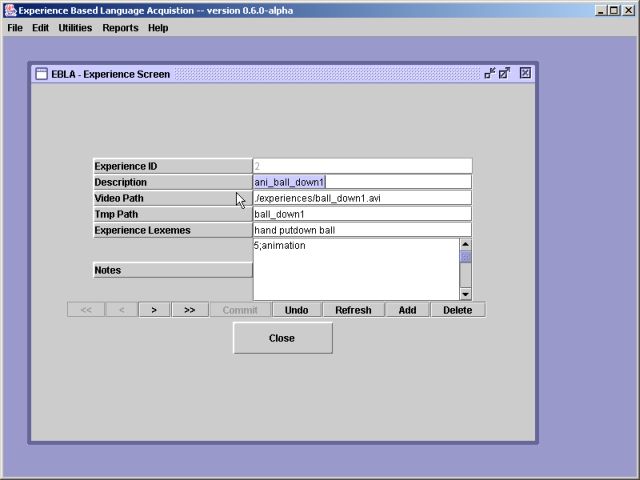 Experience Based Language Acquistion -- version 0.6.0-alpha
File Edit Utilities Reports Help
EBLA - Experience Screen
Experience ID 2
Description ani_ball_down1
Video Path ./experiences/ball_down1.avi
Tmp Path ball_down1
Experience Lexemes hand putdown ball
5;animation
Notes
<< < > >> Commit Undo Refresh Add Delete
Close